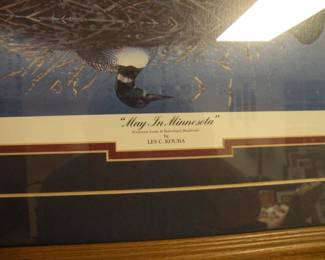 "May In Minnesota"
by
LES C. KOUBA